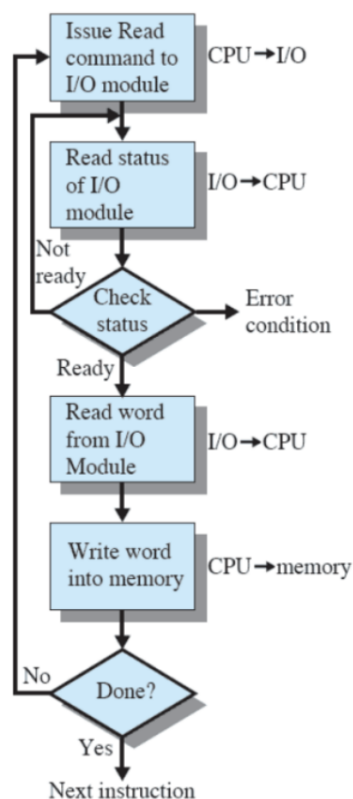 Issue Read
command to
I/O module
CPU→I/O
Read status
of I/O
module
I/O→CPU
Not
ready
Check
status
Error
condition
Ready
Read word
from I/O
Module
I/O→CPU
Write word
into memory
CPU→memory
No
Done?
Yes
Next instruction